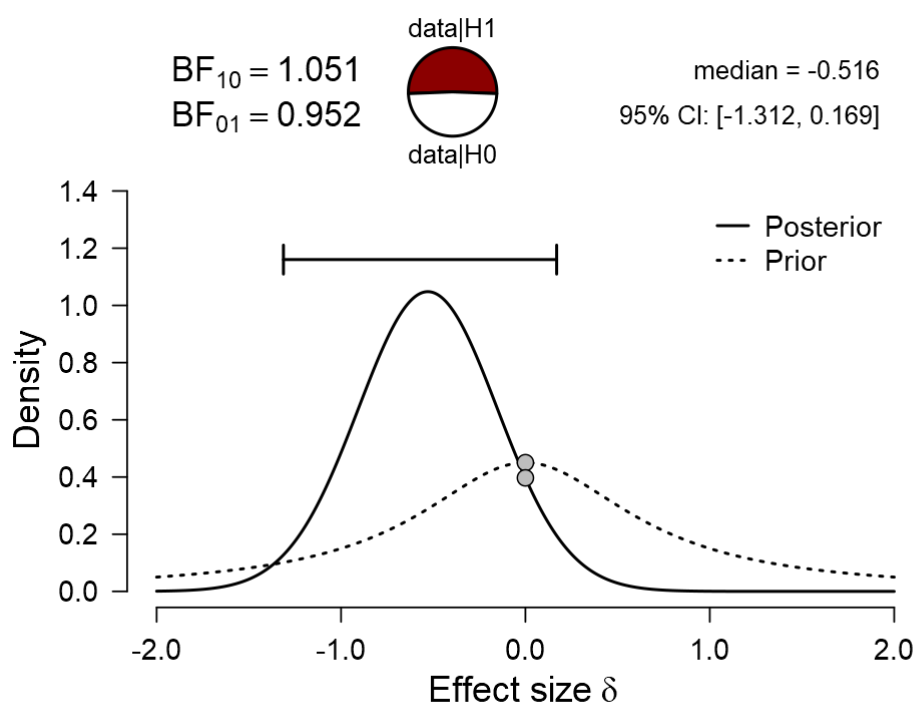 data|H1
BF10 = 1.051
BF01 = 0.952
data|H0
median = -0.516
95% CI: [-1.312, 0.169]
Posterior
Prior
Density
1.4
1.2
1.0
0.8
0.6
0.4
0.2
0.0
-2.0 -1.0 0.0 1.0 2.0
Effect size δ